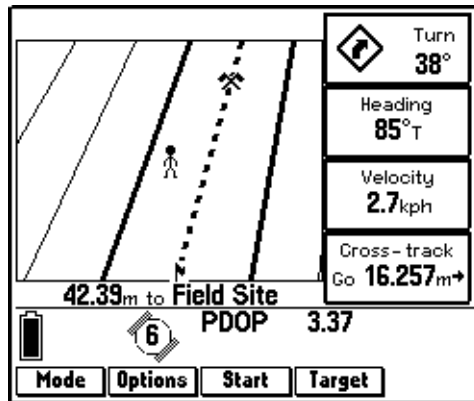 Turn
38°
Heading
85°T
Velocity
2.7kph
Cross-track
Go 16.257m→
42.39m to Field Site
6 PDOP 3.37
Mode Options Start Target